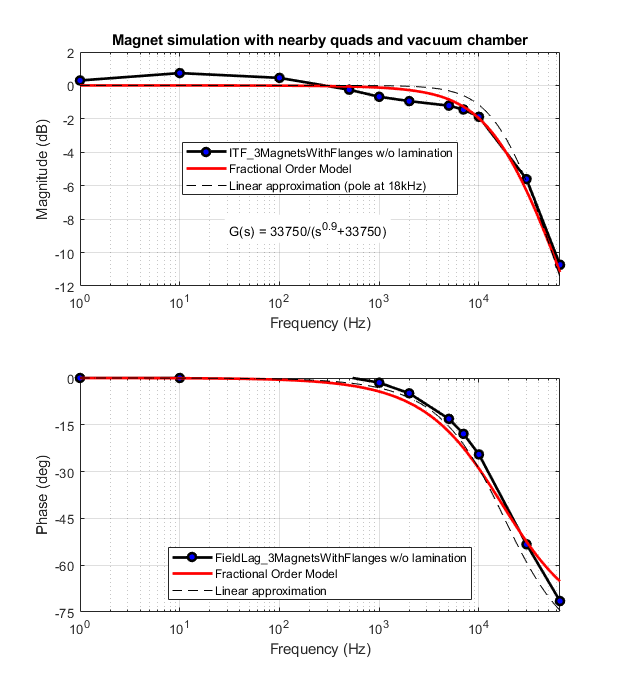 Magnet simulation with nearby quads and vacuum chamber
2
0
-2
-4
-6
-8
-10
-12
Magnitude (dB)
ITF_3MagnetsWithFlanges w/o lamination
Fractional Order Model
Linear approximation (pole at 18kHz)
G(s) = 33750/(s^0.9+33750)
10^0 10^1 10^2 10^3 10^4
Frequency (Hz)
0
-15
-30
-45
-60
-75
Phase (deg)
FieldLag_3MagnetsWithFlanges w/o lamination
Fractional Order Model
Linear approximation
10^0 10^1 10^2 10^3 10^4
Frequency (Hz)